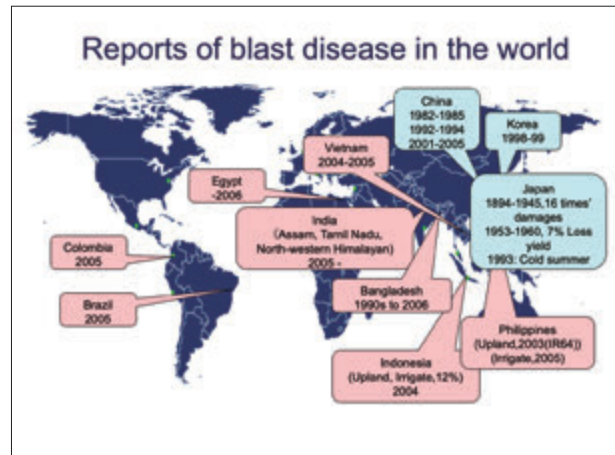 Reports of blast disease in the world
China
1982-1985
1992-1994
2001-2005
Korea
1998-99
Vietnam
2004-2005
Egypt
-2006
Japan
1894-1945,16 times'
damages
1953-1960, 7% Loss
yield
1993: Cold summer
India
(Assam, Tamil Nadu,
North-western Himalayan)
2005 -
Colombia
2005
Bangladesh
1990s to 2006
Brazil
2005
Philippines
(Upland,2003(IR64))
(Irrigate,2005)
Indonesia
(Upland, Irrigate,12%)
2004